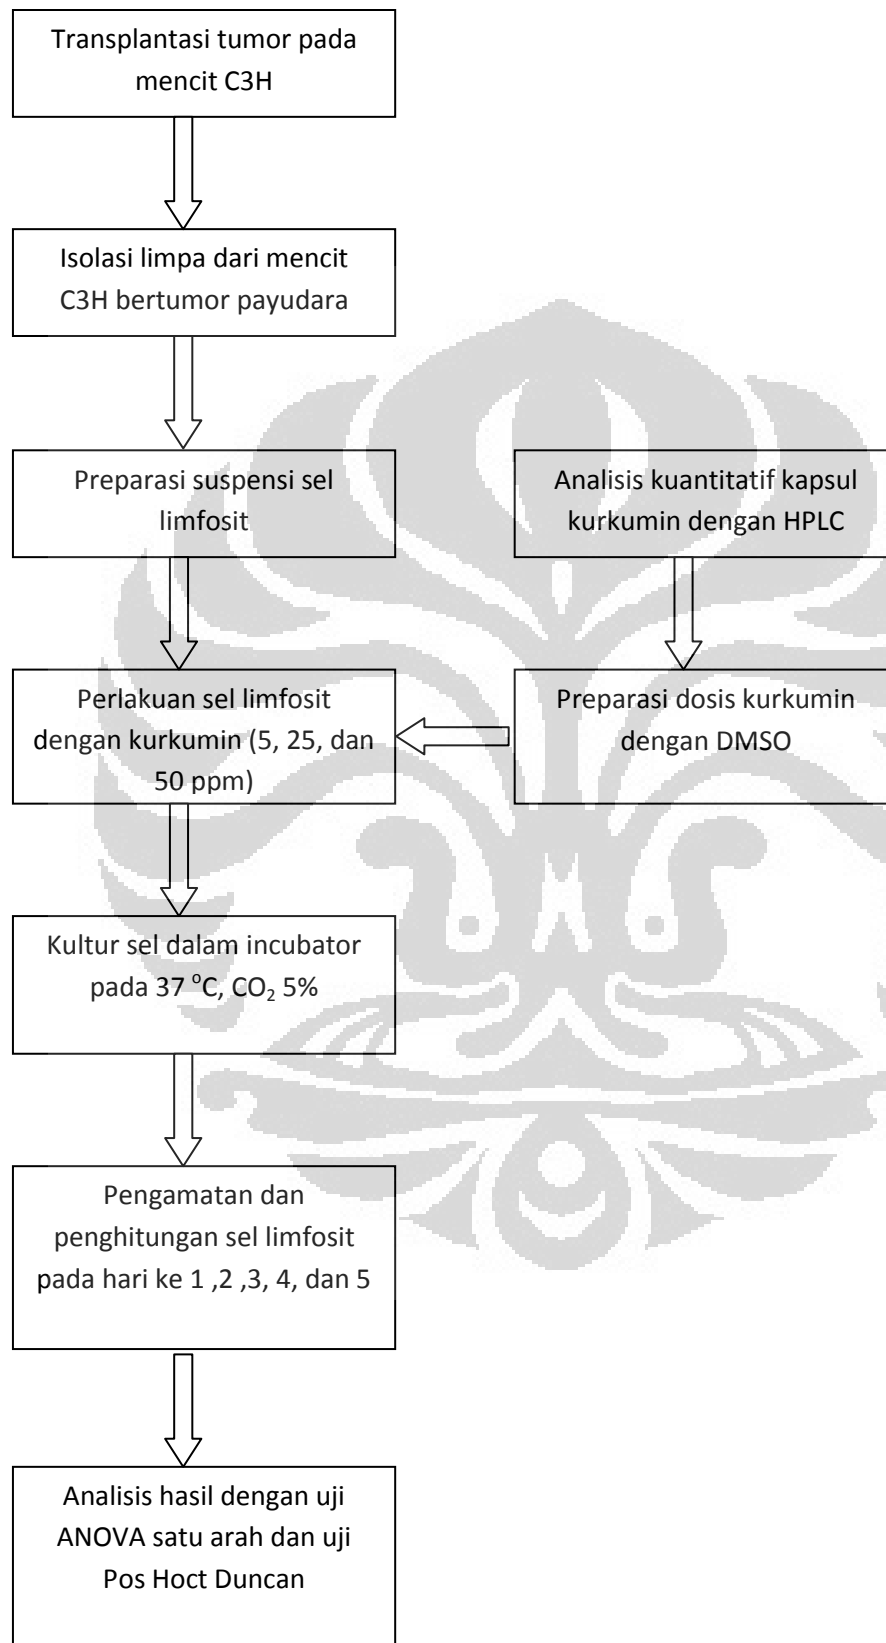 Transplantasi tumor pada
mencit C3H
Isolasi limpa dari mencit
C3H bertumor payudara
Preparasi suspensi sel
limfosit
Analisis kuantitatif kapsul
kurkumin dengan HPLC
Perlakuan sel limfosit
dengan kurkumin (5, 25, dan
50 ppm)
Preparasi dosis kurkumin
dengan DMSO
Kultur sel dalam incubator
pada 37 °C, CO₂ 5%
Pengamatan dan
penghitungan sel limfosit
pada hari ke 1 ,2 ,3, 4, dan 5
Analisis hasil dengan uji
ANOVA satu arah dan uji
Pos Hoct Duncan